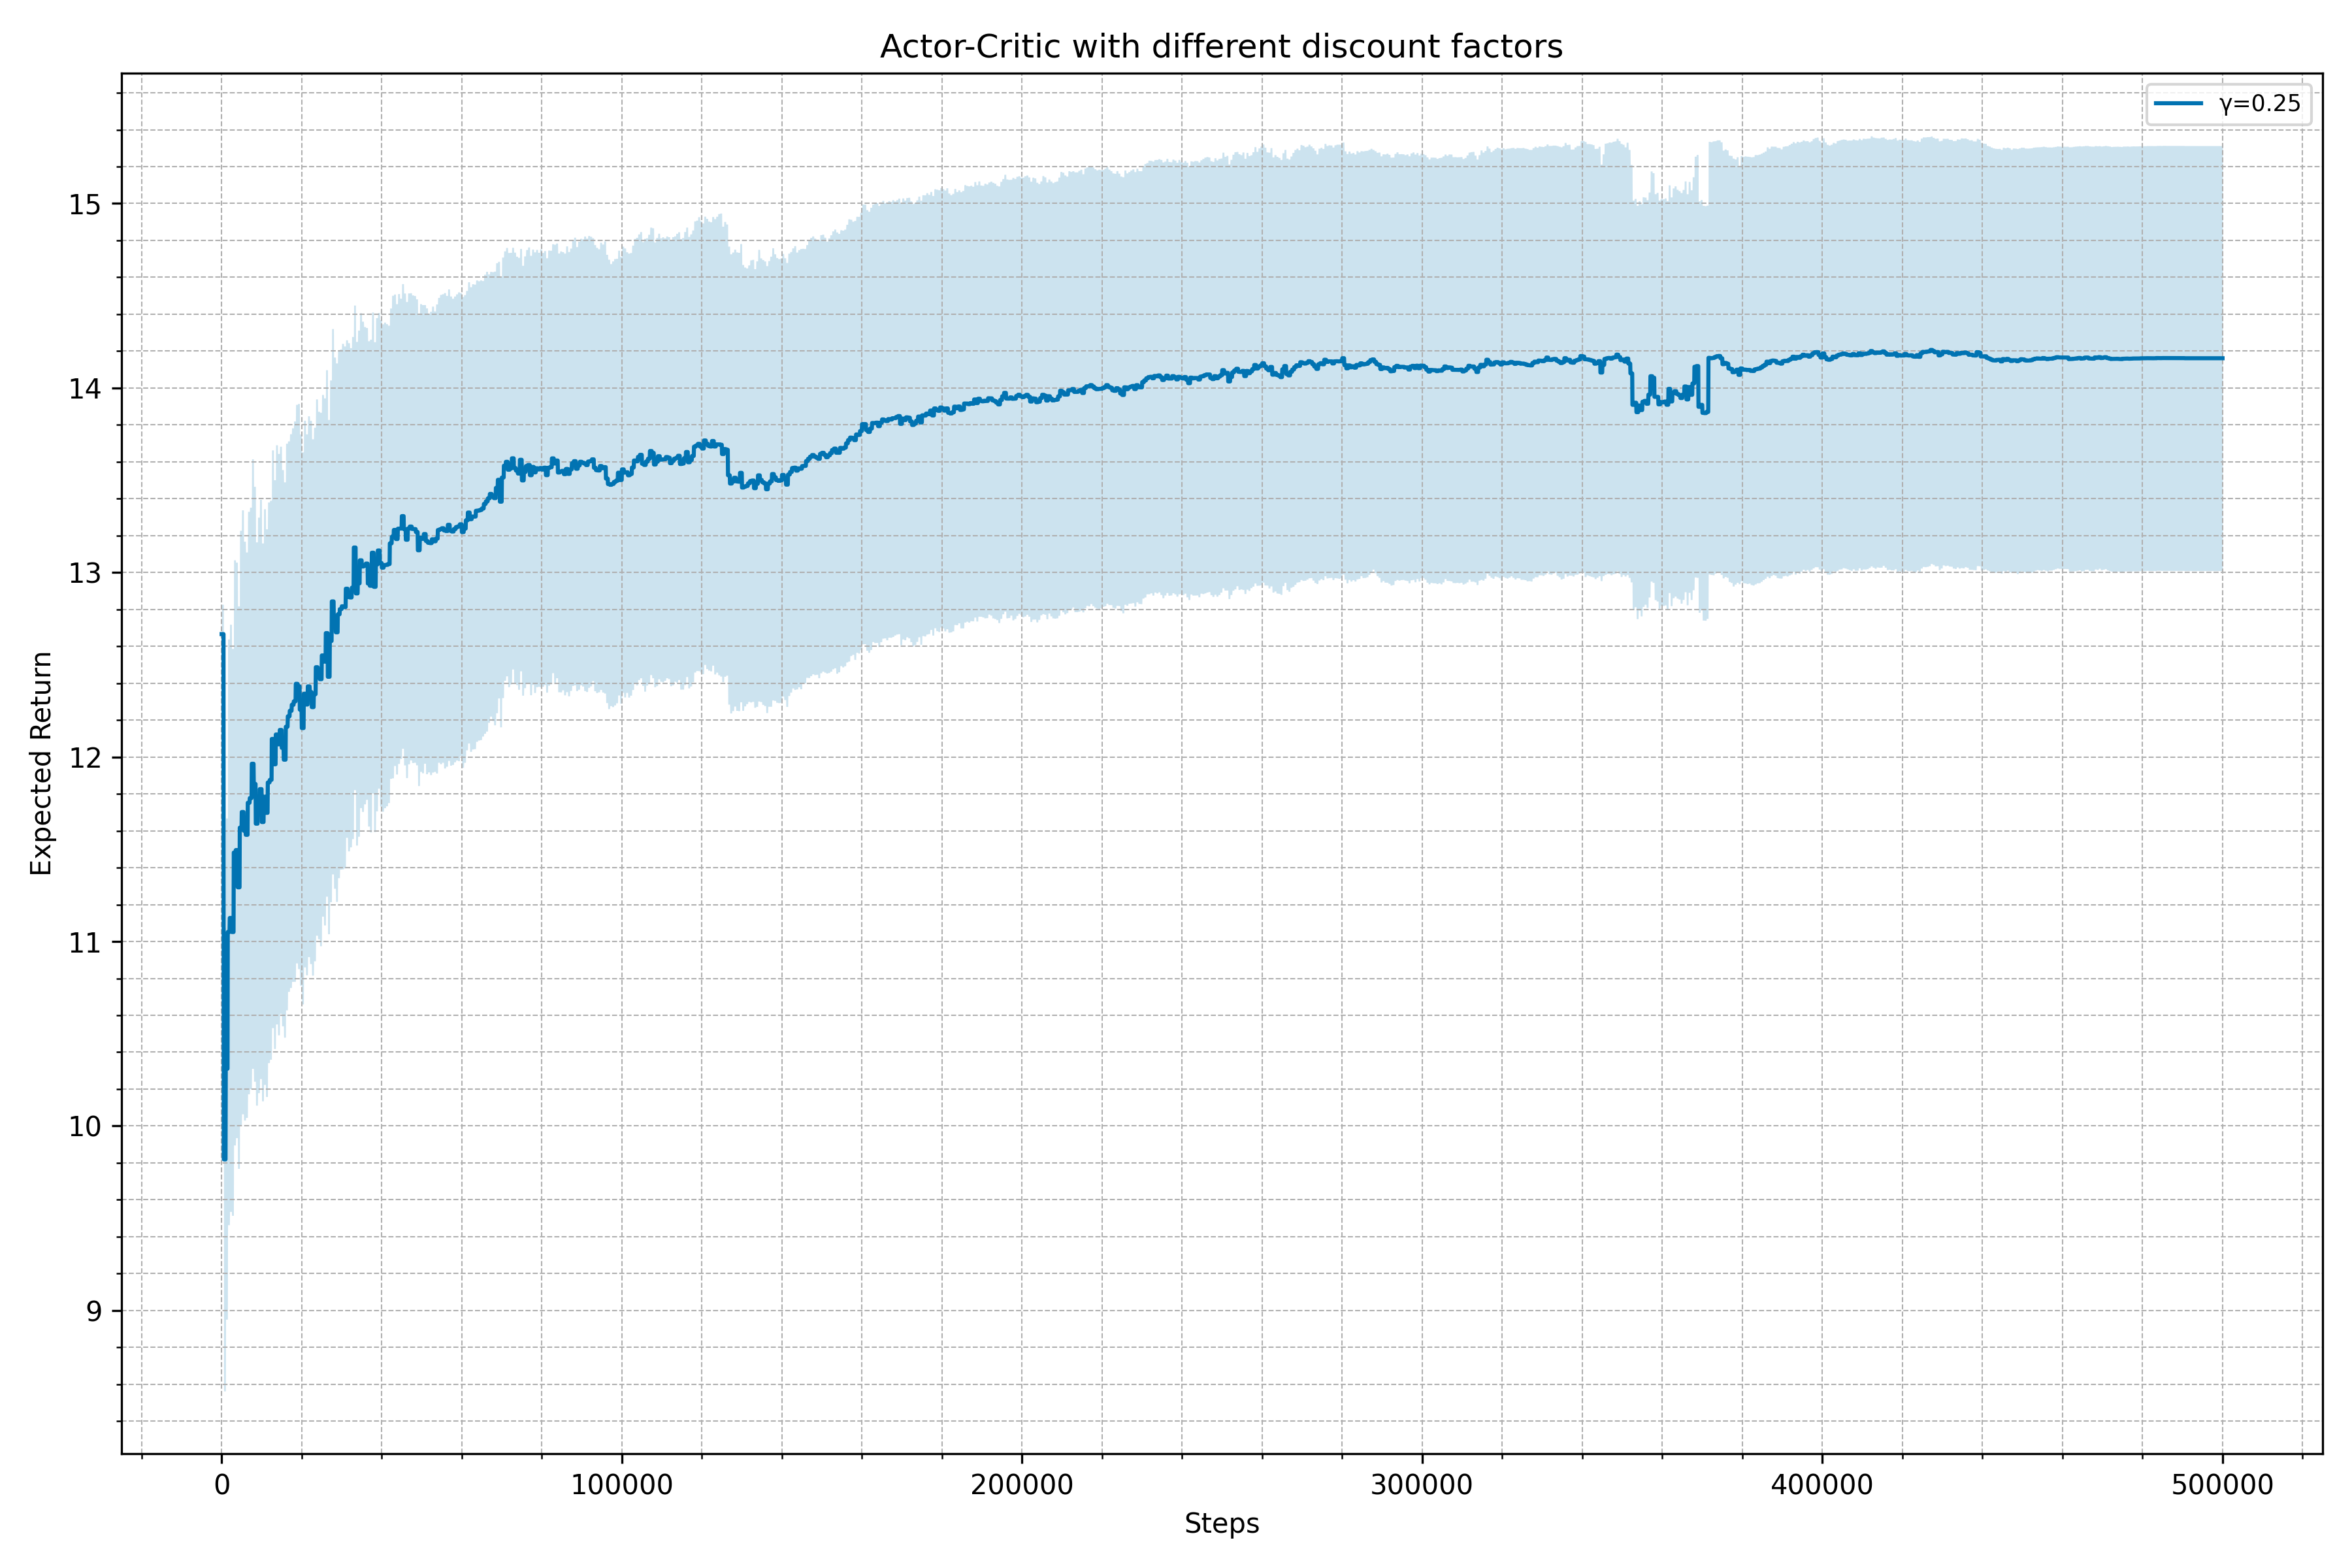 Actor-Critic with different discount factors
γ=0.25
Expected Return
15
14
13
12
11
10
9
0 100000 200000 300000 400000 500000
Steps